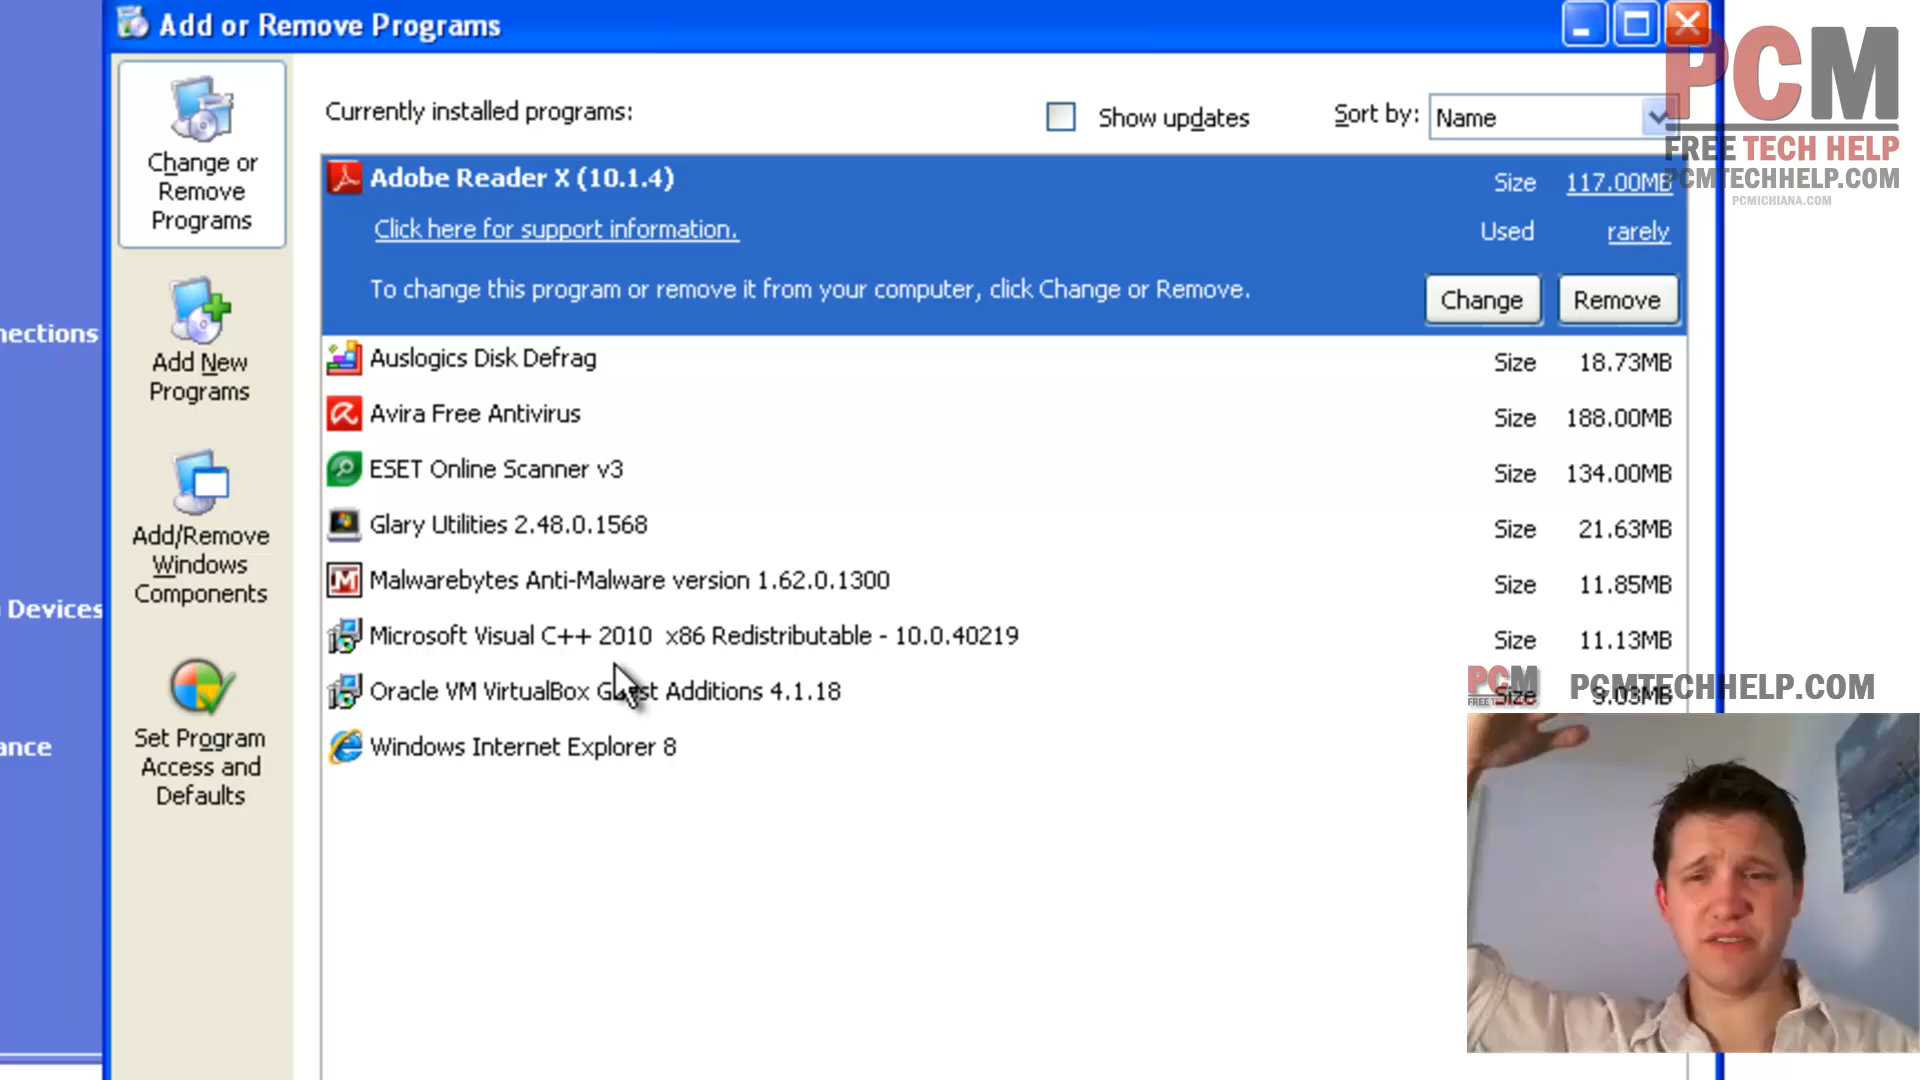 Add or Remove Programs
PCM
FREE TECH HELP
PCMTECHHELP.COM
PCMICHIANA.COM
Change or
Remove
Programs
Add New
Programs
Add/Remove
Windows
Components
Set Program
Access and
Defaults
nections
Devices
ance
Currently installed programs:
Show updates
Sort by: Name
Adobe Reader X (10.1.4) Size 117.00MB
Click here for support information. Used rarely
To change this program or remove it from your computer, click Change or Remove. Change Remove
Auslogics Disk Defrag Size 18.73MB
Avira Free Antivirus Size 188.00MB
ESET Online Scanner v3 Size 134.00MB
Glary Utilities 2.48.0.1568 Size 21.63MB
Malwarebytes Anti-Malware version 1.62.0.1300 Size 11.85MB
Microsoft Visual C++ 2010 x86 Redistributable - 10.0.40219 Size 11.13MB
Oracle VM VirtualBox Guest Additions 4.1.18 Size
Windows Internet Explorer 8
PCM PCMTECHHELP.COM